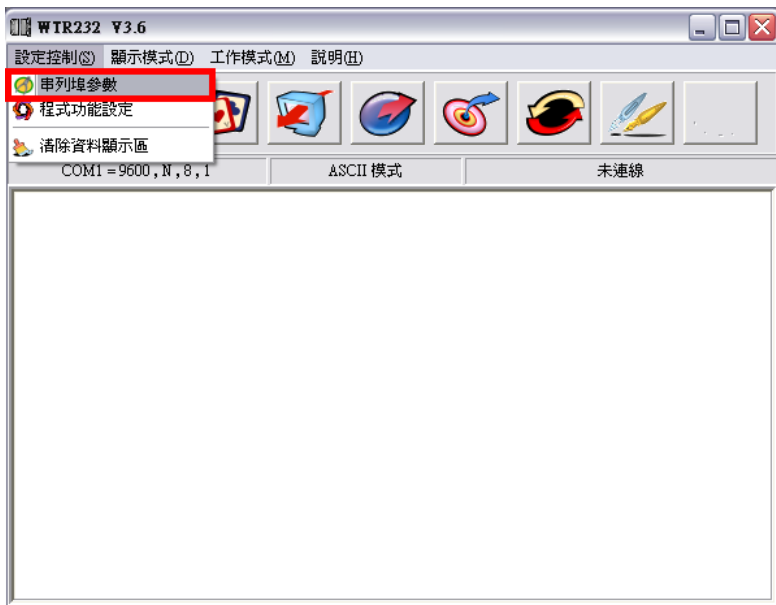 WTR232 V3.6
設定控制(S) 顯示模式(D) 工作模式(M) 說明(H)
串列埠參數
程式功能設定
清除資料顯示區
COM1 = 9600 , N , 8 , 1 ASCII 模式 未連線